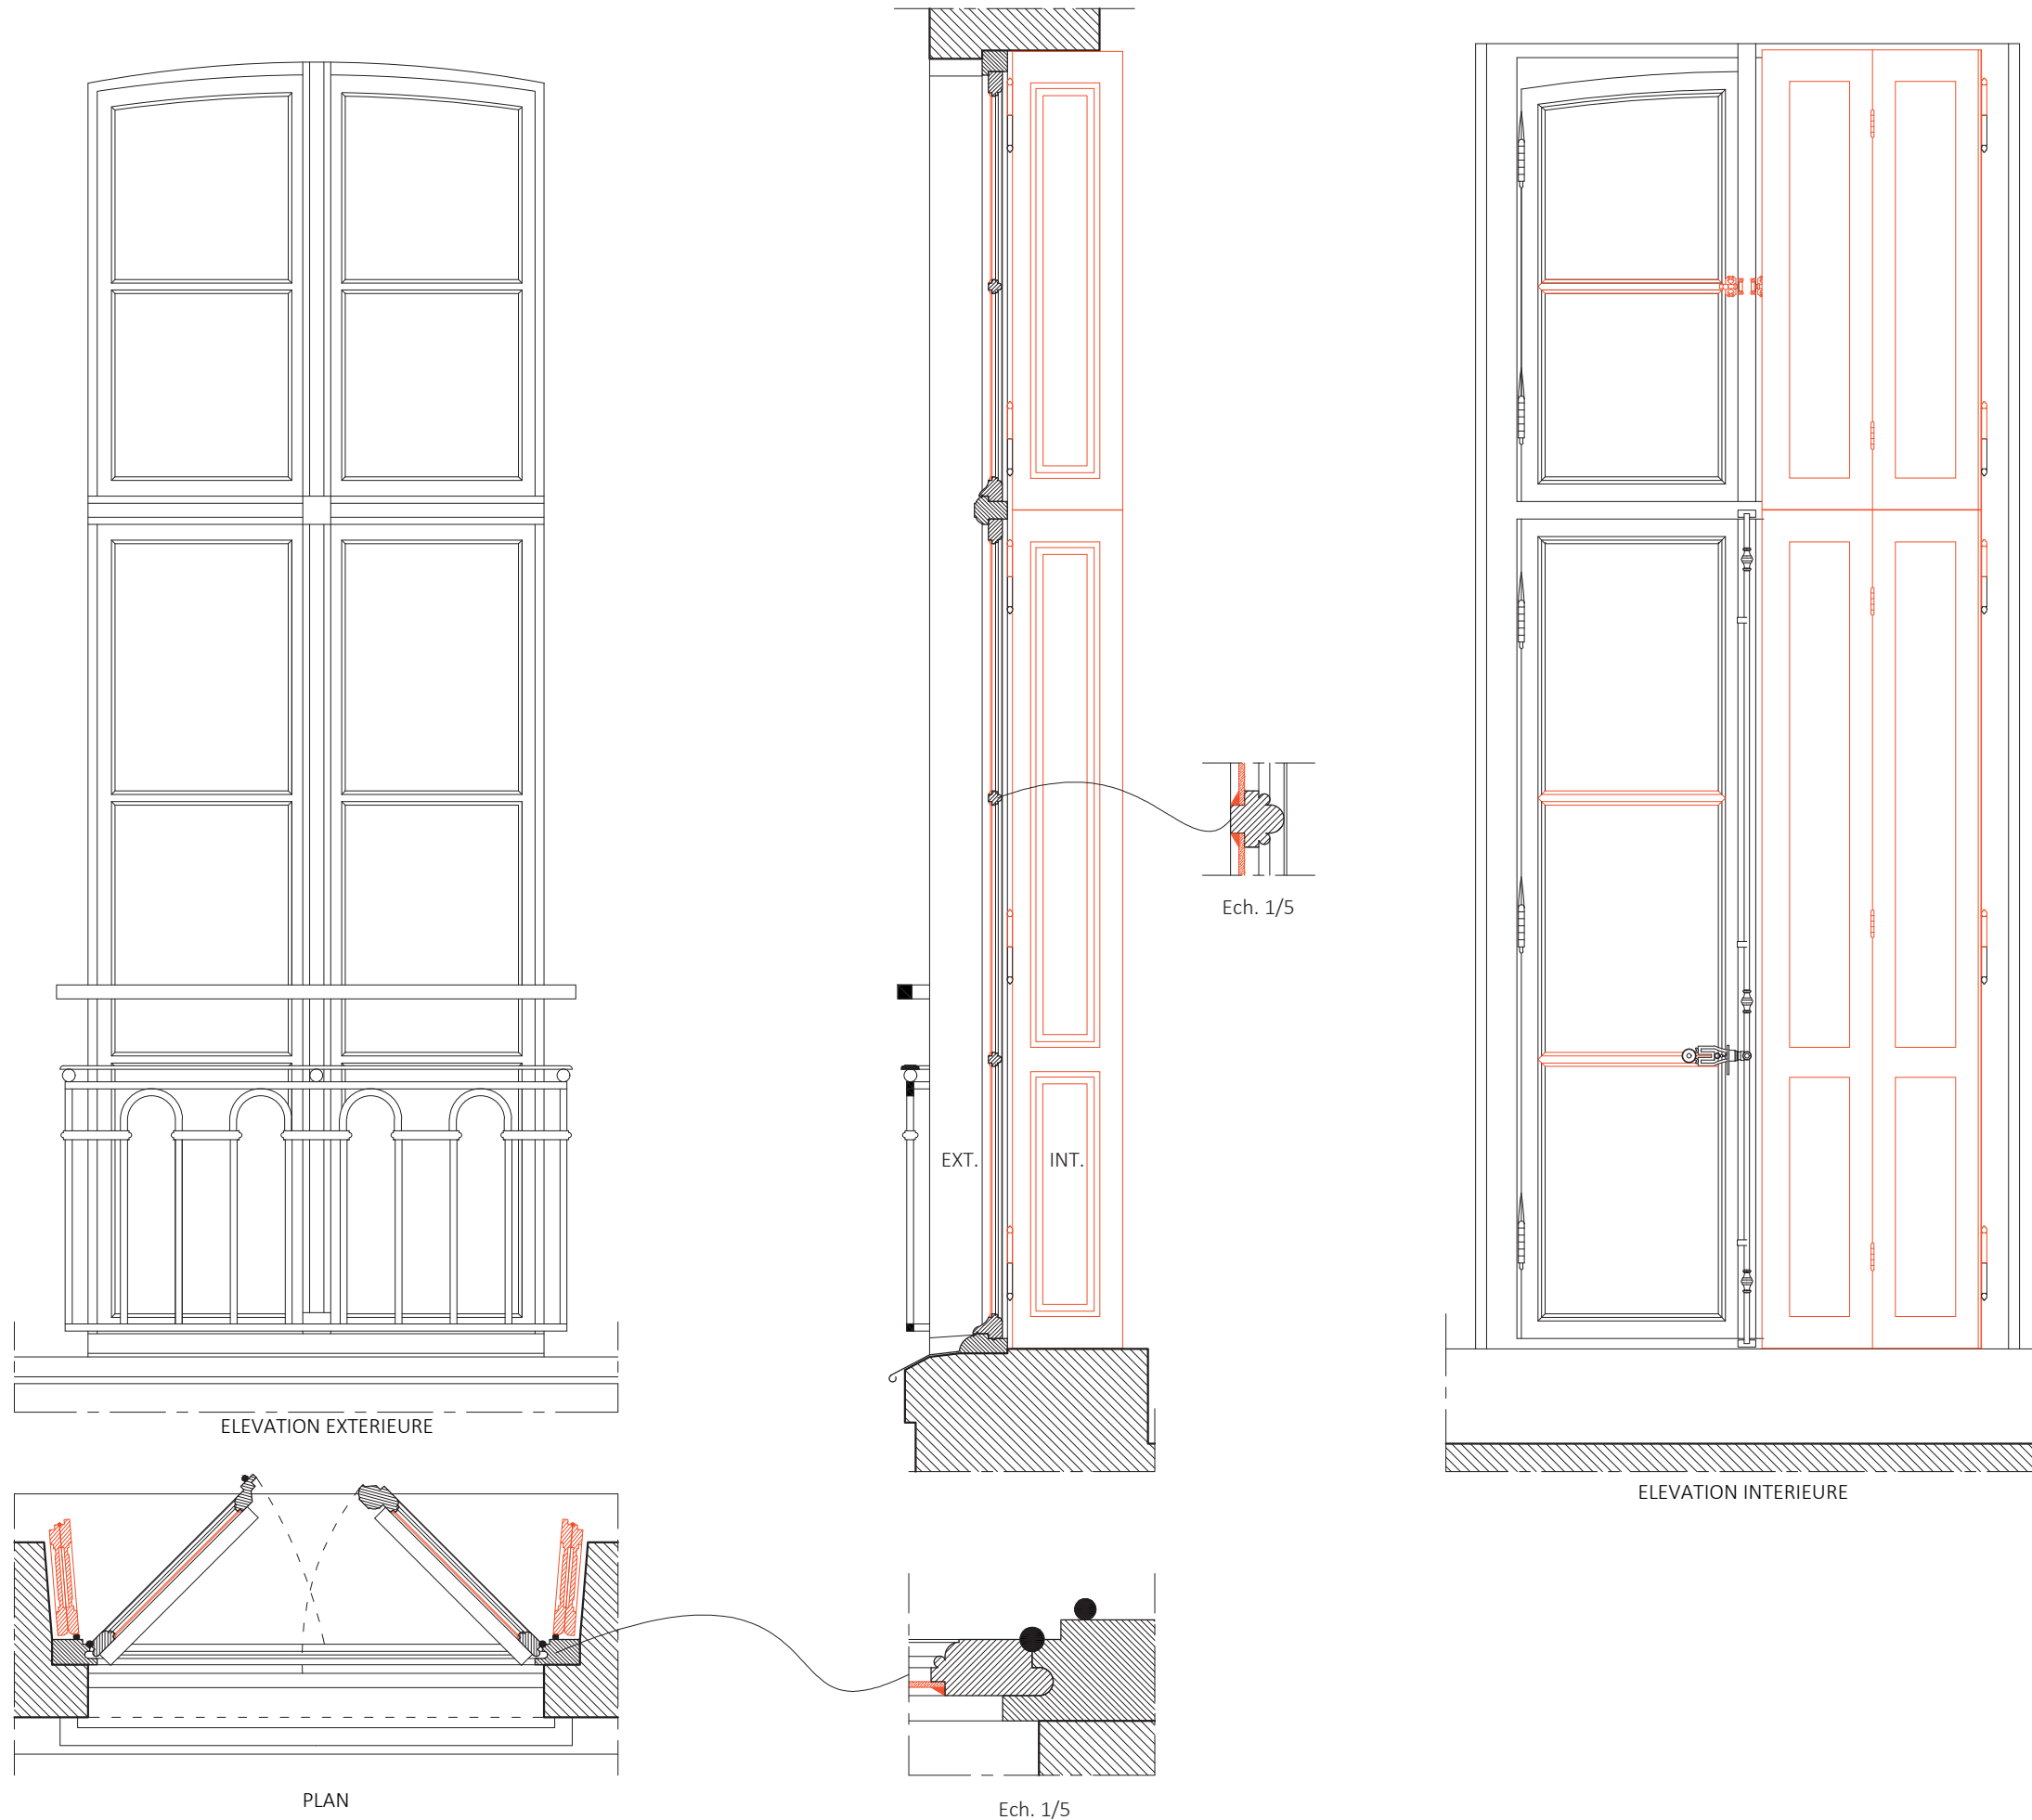 Ech. 1/5
EXT.
INT.
ELEVATION EXTERIEURE
ELEVATION INTERIEURE
PLAN
Ech. 1/5